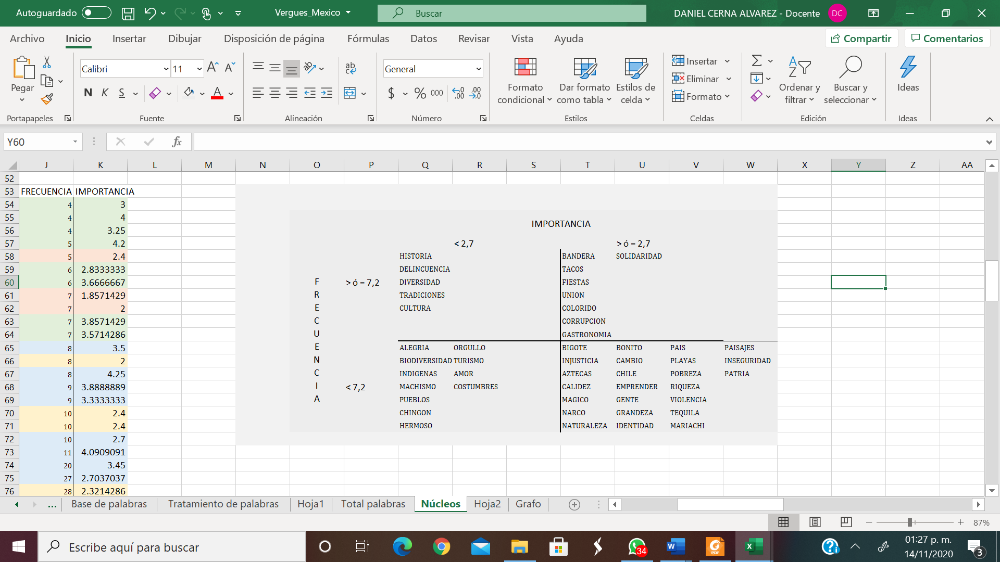 Autoguardado Vergues_Mexico Buscar DANIEL CERNA ALVAREZ - Docente DC
Archivo Inicio Insertar Dibujar Disposición de página Fórmulas Datos Revisar Vista Ayuda Compartir Comentarios
Pegar Calibri 11 General Formato condicional Dar formato como tabla Estilos de celda Insertar Eliminar Formato Ordenar y filtrar Buscar y seleccionar Ideas
N K S ab $ % 000
Portapapeles Fuente Alineación Número Estilos Celdas Edición Ideas
Y60 fx
J K L M N O P Q R S T U V W X Y Z AA
52
53 FRECUENCIA IMPORTANCIA
54 4 3
55 4 4 IMPORTANCIA
56 4 3.25
57 5 4.2 < 2,7 > ó = 2,7
58 5 2.4 HISTORIA BANDERA SOLIDARIDAD
59 6 2.8333333 DELINCUENCIA TACOS
60 6 3.6666667 F > ó = 7,2 DIVERSIDAD FIESTAS
61 7 1.8571429 R TRADICIONES UNION
62 7 2 E CULTURA COLORIDO
63 7 3.8571429 C CORRUPCION
64 7 3.5714286 U GASTRONOMIA
65 8 3.5 E ALEGRIA ORGULLO BIGOTE BONITO PAIS PAISAJES
66 8 2 N BIODIVERSIDAD TURISMO INJUSTICIA CAMBIO PLAYAS INSEGURIDAD
67 8 4.25 C INDIGENAS AMOR AZTECAS CHILE POBREZA PATRIA
68 9 3.8888889 I < 7,2 MACHISMO COSTUMBRES CALIDEZ EMPRENDER RIQUEZA
69 9 3.3333333 A PUEBLOS MAGICO GENTE VIOLENCIA
70 10 2.4 CHINGON NARCO GRANDEZA TEQUILA
71 10 2.4 HERMOSO NATURALEZA IDENTIDAD MARIACHI
72 10 2.7
73 11 4.0909091
74 20 3.45
75 27 2.7037037
76 28 2.3214286
... Base de palabras Tratamiento de palabras Hoja1 Total palabras Núcleos Hoja2 Grafo
87%
Escribe aquí para buscar 34 01:27 p. m.
14/11/2020 3